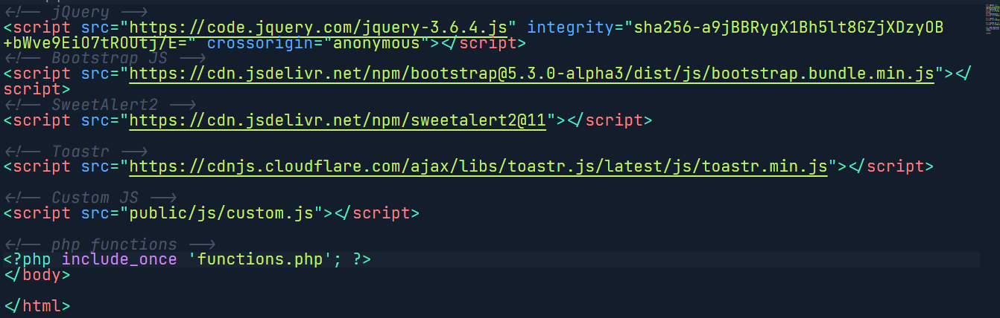 <!-- jQuery -->
<script src="https://code.jquery.com/jquery-3.6.4.js" integrity="sha256-a9jBBRygX1Bh5lt8GZjXDzyOB
+bWve9EiO7tROUtj/E=" crossorigin="anonymous"></script>
<!-- Bootstrap JS -->
<script src="https://cdn.jsdelivr.net/npm/bootstrap@5.3.0-alpha3/dist/js/bootstrap.bundle.min.js"></
script>
<!-- SweetAlert2 -->
<script src="https://cdn.jsdelivr.net/npm/sweetalert2@11"></script>
<!-- Toastr -->
<script src="https://cdnjs.cloudflare.com/ajax/libs/toastr.js/latest/js/toastr.min.js"></script>
<!-- Custom JS -->
<script src="public/js/custom.js"></script>
<!-- php functions -->
<?php include_once 'functions.php'; ?>
</body>
</html>